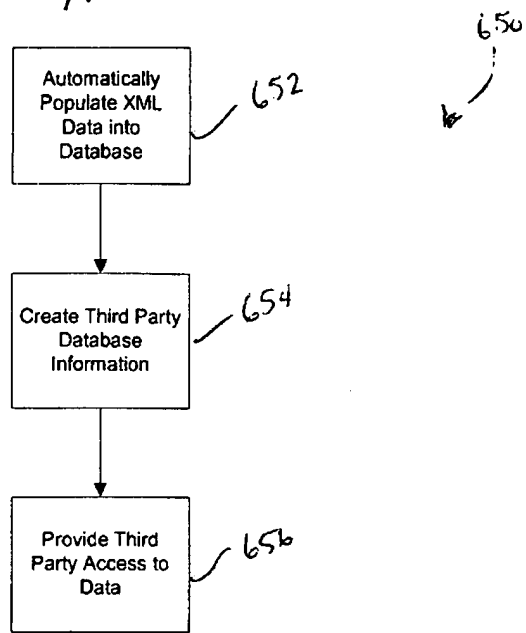 650
Automatically
Populate XML
Data into
Database
652
Create Third Party
Database
Information
654
Provide Third
Party Access to
Data
656